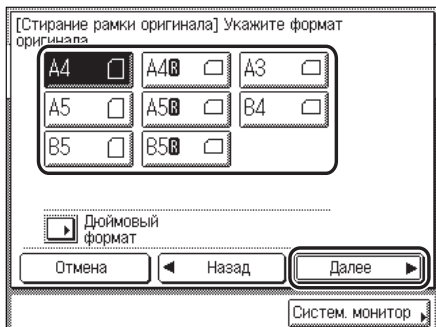 [Стирание рамки оригинала] Укажите формат
оригинала
A4 A4R A3
A5 A5R B4
B5 B5R
Дюймовый
формат
Отмена ◀ Назад Далее ▶
Систем. монитор